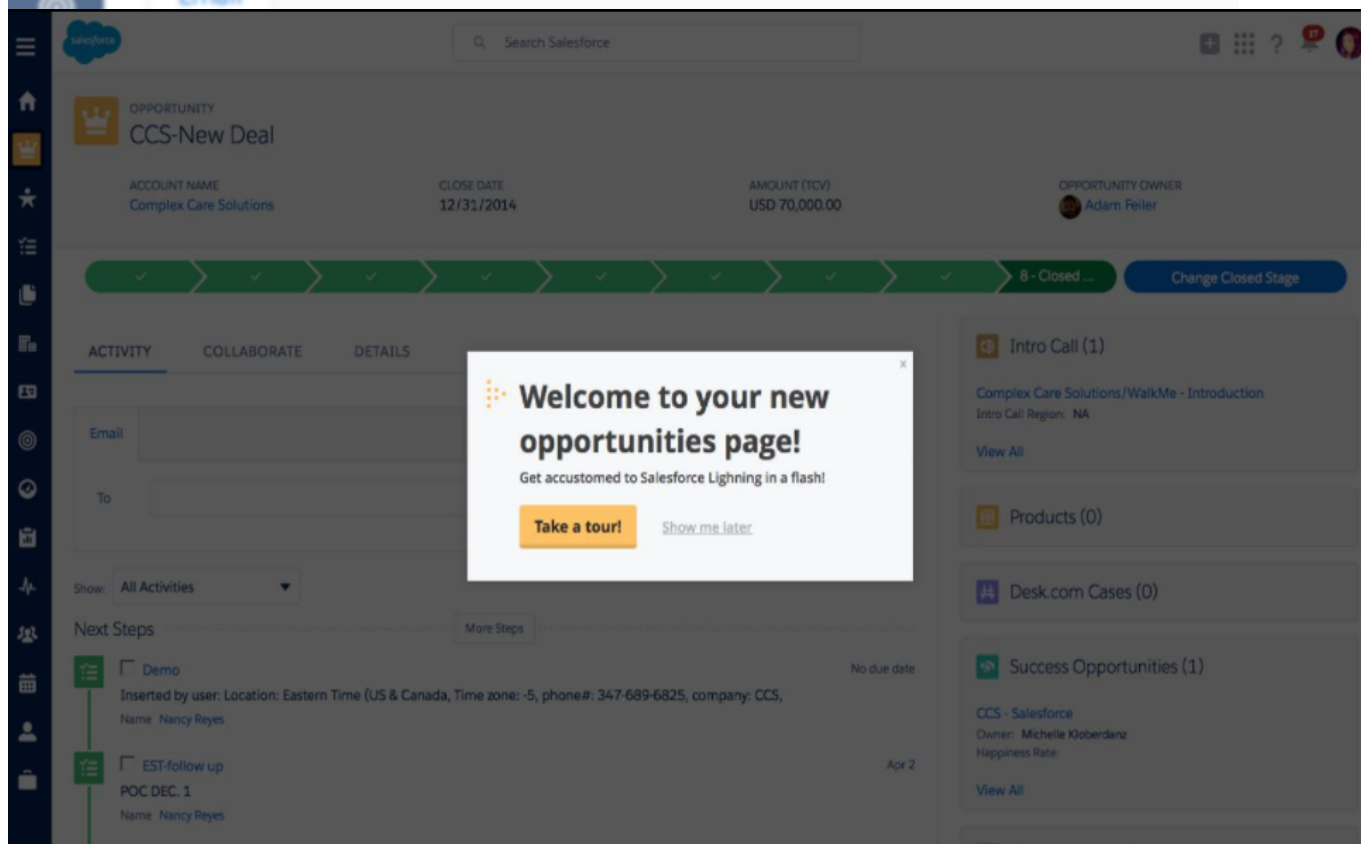 Email
salesforce
Search Salesforce
17
OPPORTUNITY
CCS-New Deal
ACCOUNT NAME
CLOSE DATE
AMOUNT (TCV)
OPPORTUNITY OWNER
Complex Care Solutions
12/31/2014
USD 70,000.00
Adam Feiler
8 - Closed ...
Change Closed Stage
ACTIVITY COLLABORATE DETAILS
Email
To
x
Welcome to your new
opportunities page!
Get accustomed to Salesforce Lighning in a flash!
Take a tour!
Show me later
Show: All Activities
Next Steps
More Steps
Demo
No due date
Inserted by user: Location: Eastern Time (US & Canada, Time zone: -5, phone#: 347-689-6825, company: CCS,
Name Nancy Reyes
EST-follow up
Apr 2
POC DEC. 1
Name Nancy Reyes
Intro Call (1)
Complex Care Solutions/WalkMe - Introduction
Intro Call Region: NA
View All
Products (0)
Desk.com Cases (0)
Success Opportunities (1)
CCS - Salesforce
Owner: Michelle Kloberdanz
Happiness Rate:
View All